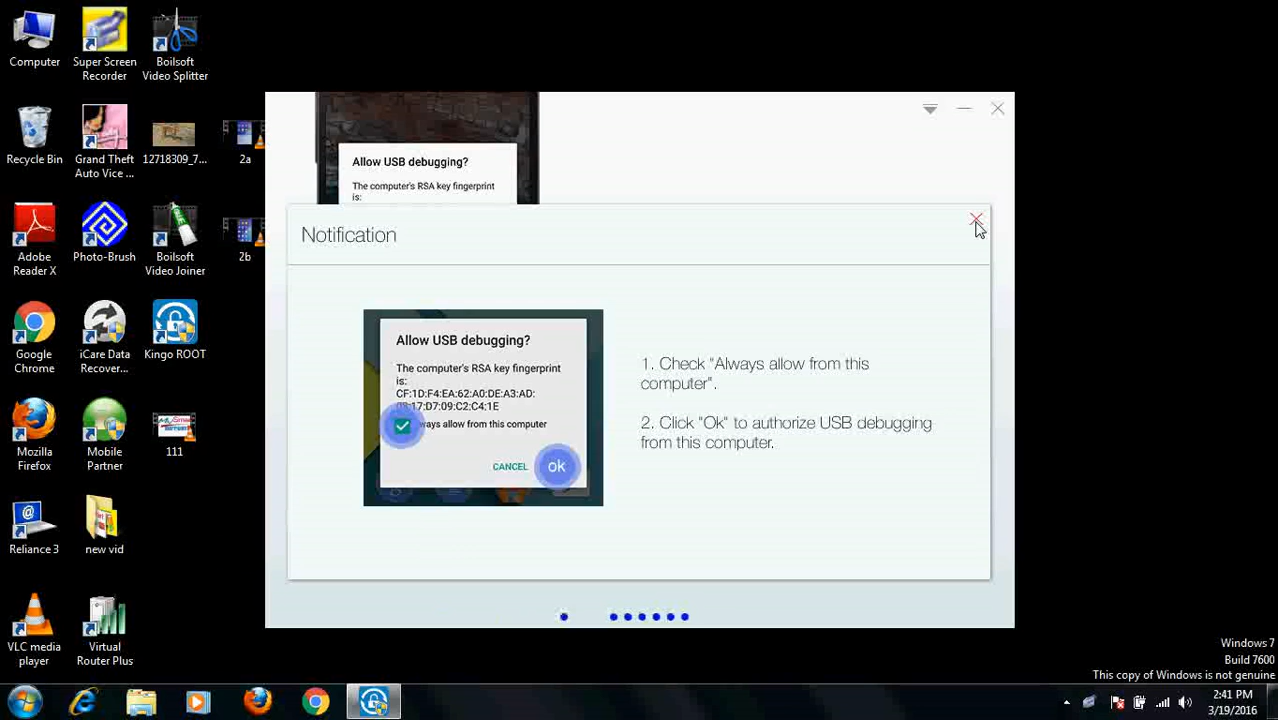 Computer
Super Screen
Recorder
Boilsoft
Video Splitter
Recycle Bin
Grand Theft
Auto Vice ...
12718309_7...
2a
Adobe
Reader X
Photo-Brush
Boilsoft
Video Joiner
2b
Google
Chrome
iCare Data
Recover...
Kingo ROOT
Mozilla
Firefox
Mobile
Partner
111
Reliance 3
new vid
VLC media
player
Virtual
Router Plus
Allow USB debugging?
The computer's RSA key fingerprint
is:
Notification
Allow USB debugging?
The computer's RSA key fingerprint
is:
CF:1D:F4:EA:62:A0:DE:A3:AD:
:17:D7:09:C2:C4:1E
ways allow from this computer
CANCEL
ok
1. Check "Always allow from this
computer".
2. Click "Ok" to authorize USB debugging
from this computer.
Windows 7
Build 7600
This copy of Windows is not genuine
2:41 PM
3/19/2016